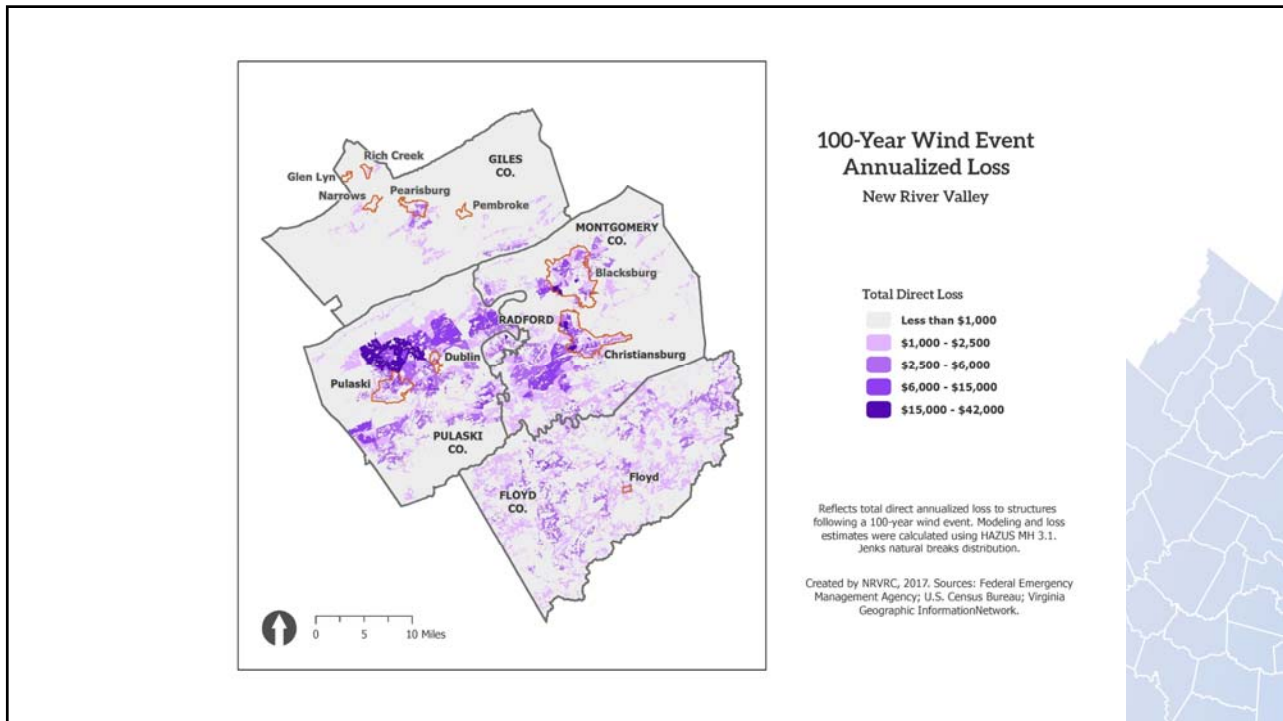 100-Year Wind Event
Annualized Loss
New River Valley
Rich Creek
GILES
CO.
Glen Lyn
Narrows
Pearisburg
Pembroke
MONTGOMERY
CO.
Blacksburg
RADFORD
Dublin
Christiansburg
Pulaski
PULASKI
CO.
Floyd
FLOYD
CO.
0 5 10 Miles
Total Direct Loss
Less than $1,000
$1,000 - $2,500
$2,500 - $6,000
$6,000 - $15,000
$15,000 - $42,000
Reflects total direct annualized loss to structures
following a 100-year wind event. Modeling and loss
estimates were calculated using HAZUS MH 3.1.
Jenks natural breaks distribution.
Created by NRVRC, 2017. Sources: Federal Emergency
Management Agency; U.S. Census Bureau; Virginia
Geographic InformationNetwork.